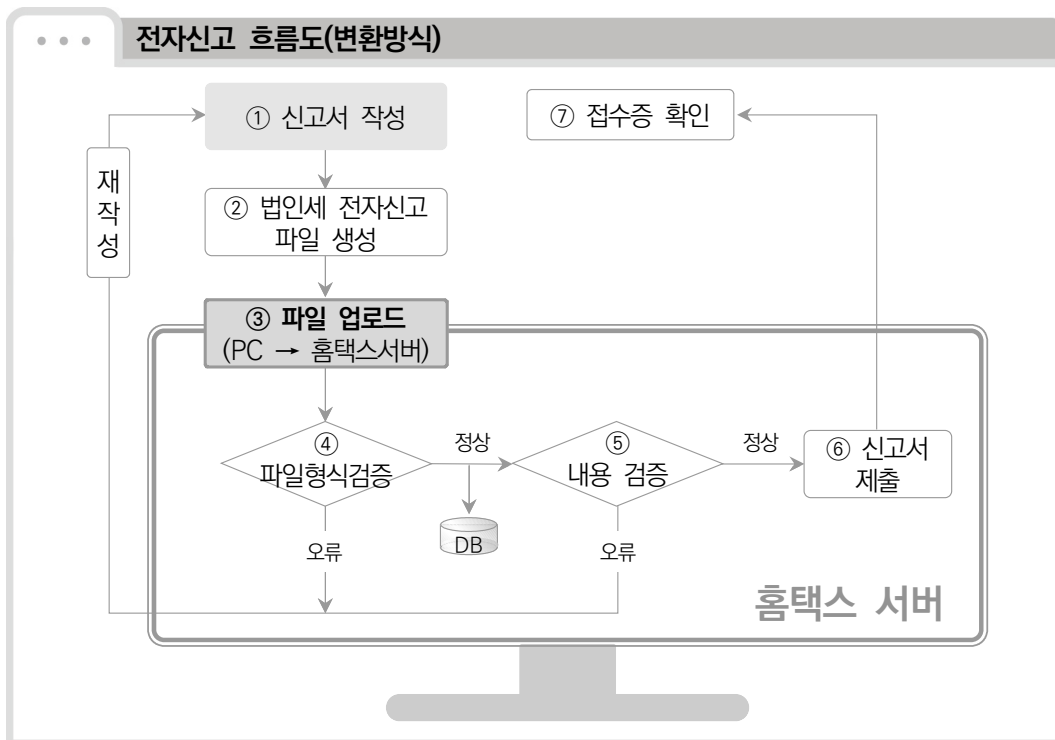 전자신고 흐름도(변환방식)
① 신고서 작성
⑦ 접수증 확인
재
작
성
② 법인세 전자신고
파일 생성
③ 파일 업로드
(PC → 홈택스서버)
④
파일형식검증
정상
⑤
내용 검증
정상
⑥ 신고서
제출
DB
오류
오류
홈택스 서버